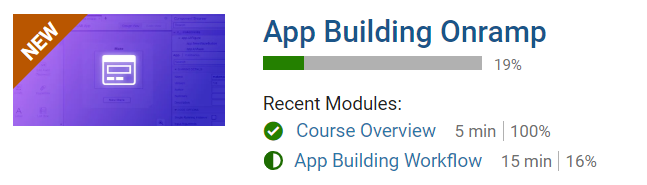 NEW
App Building Onramp
19%
Recent Modules:
Course Overview 5 min | 100%
App Building Workflow 15 min | 16%